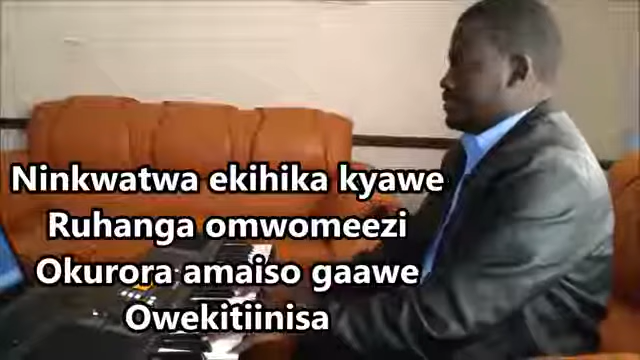 Ninkwatwa ekihika kyawe
Ruhanga omwomeezi
Okurora amaiso gaawe
Owekitiinisa